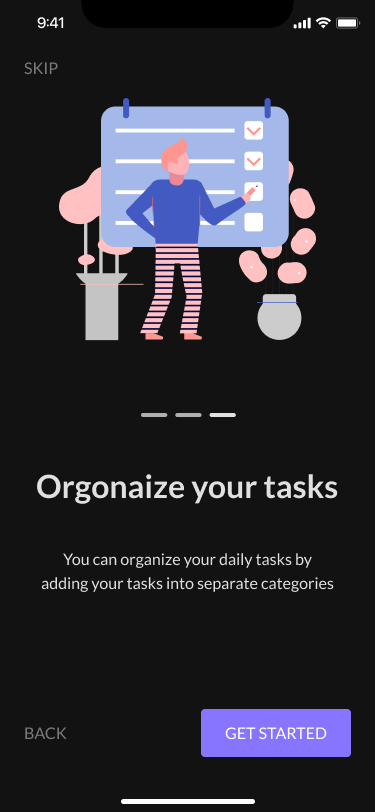 9:41
SKIP
Orgonaize your tasks
You can organize your daily tasks by
adding your tasks into separate categories
BACK
GET STARTED